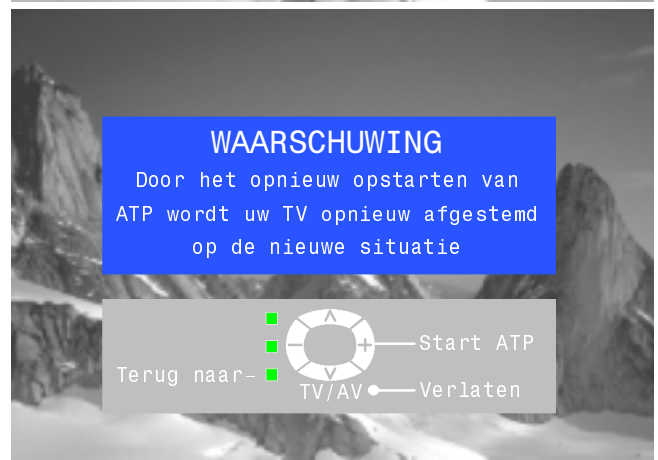 WAARSCHUWING
Door het opnieuw opstarten van
ATP wordt uw TV opnieuw afgestemd
op de nieuwe situatie
Start ATP
Terug naar
TV/AV
Verlaten